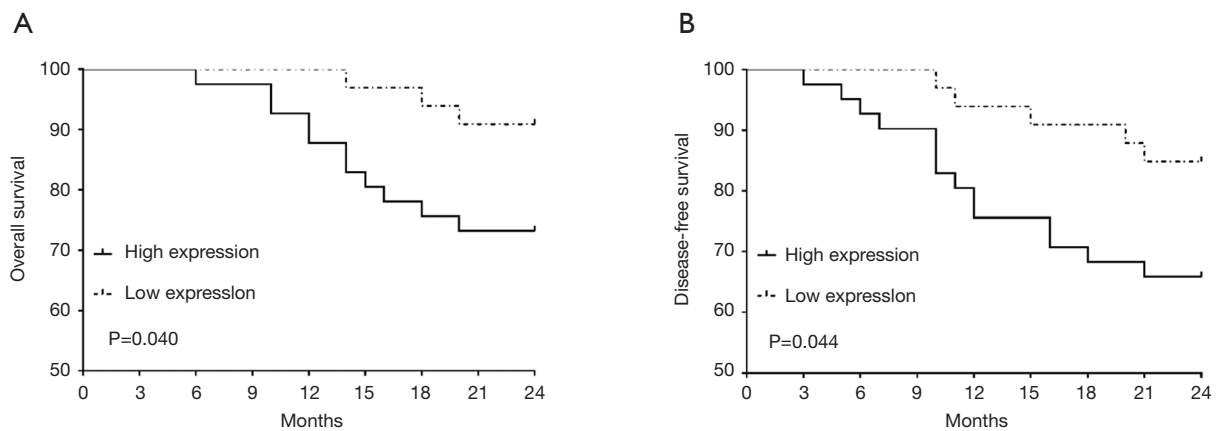 A
Overall survival
100
90
80
70
60
50
High expression
Low expresslon
P=0.040
0 3 6 9 12 15 18 21 24
Months
B
Disease-free survival
100
90
80
70
60
50
High expression
Low expresslon
P=0.044
0 3 6 9 12 15 18 21 24
Months